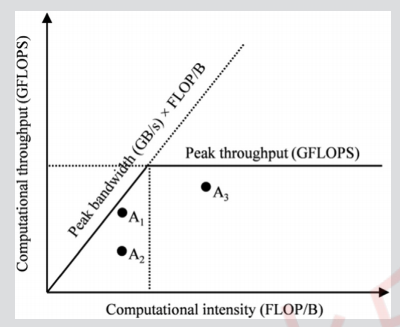 Computational throughput (GFLOPS)
Peak bandwidth (GB/s) × FLOP/B
Peak throughput (GFLOPS)
A3
A1
A2
Computational intensity (FLOP/B)